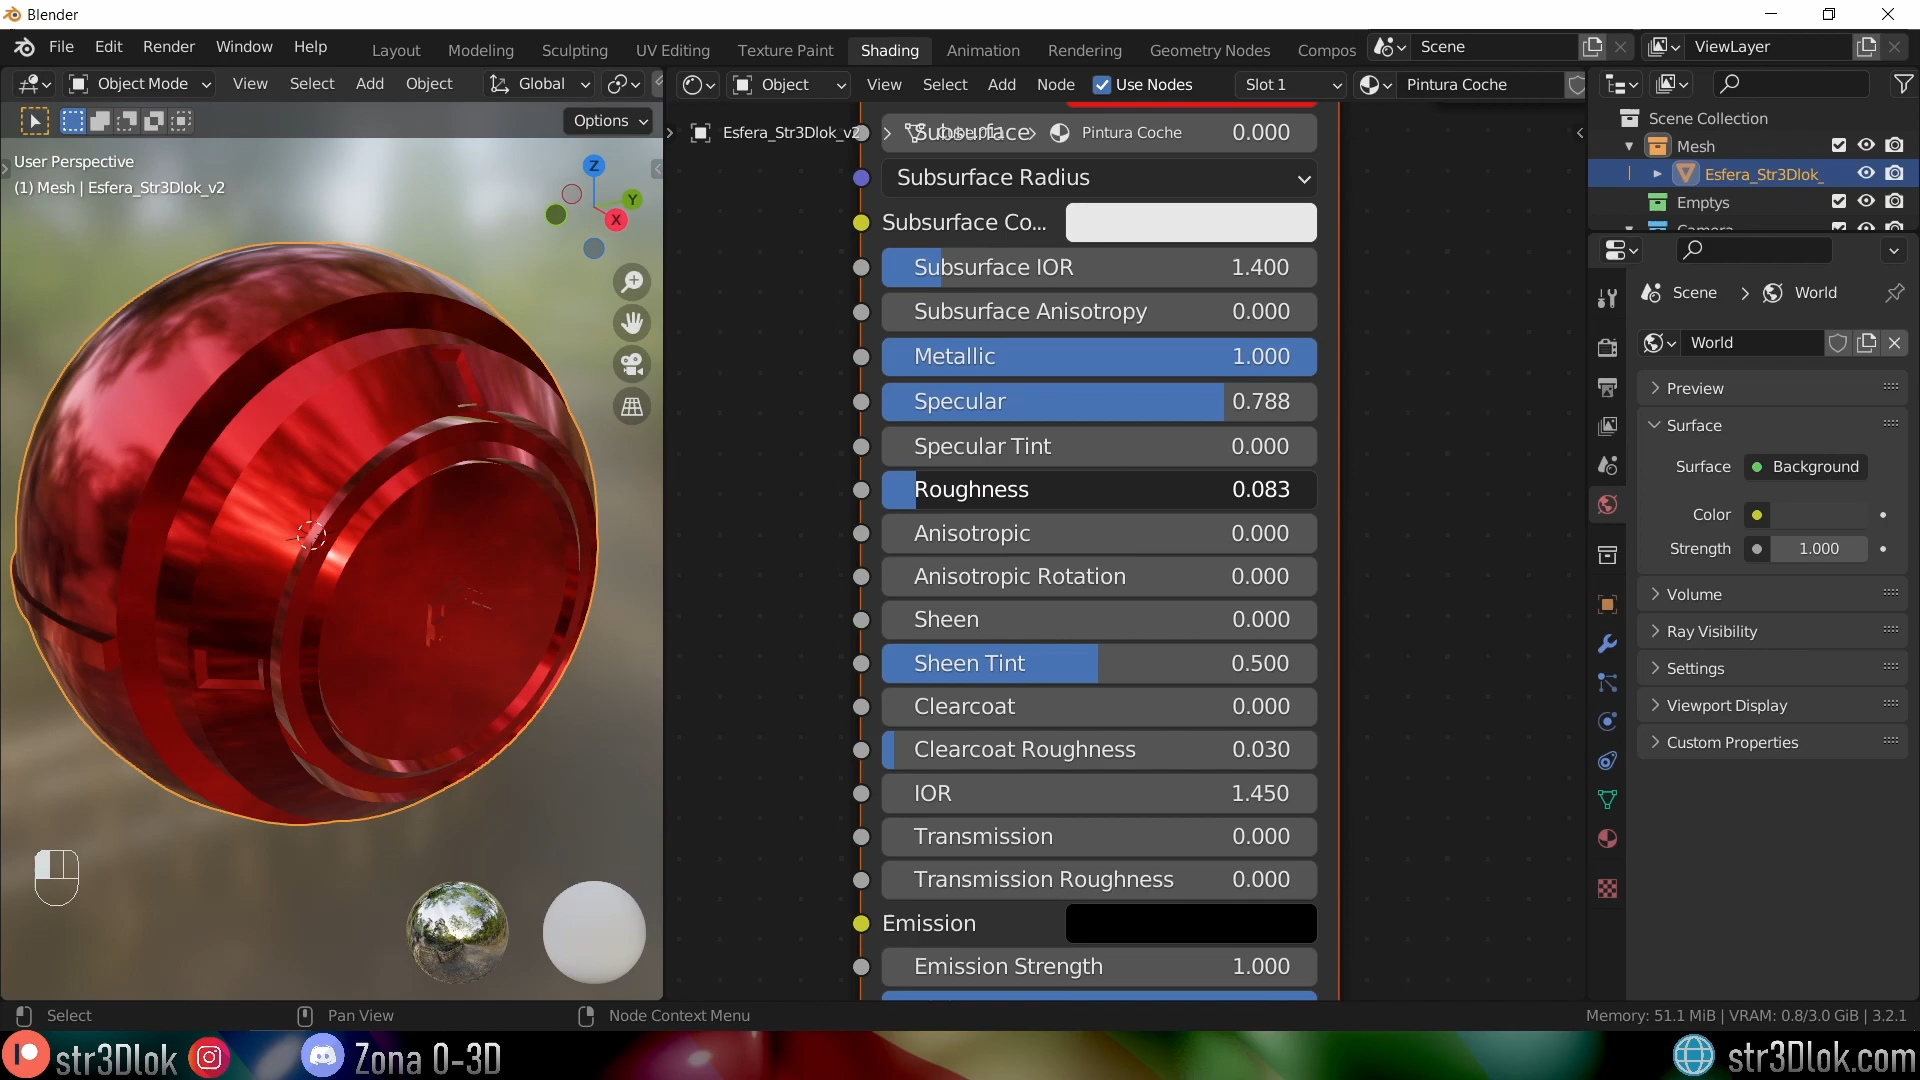 Blender
File Edit Render Window Help Layout Modeling Sculpting UV Editing Texture Paint Shading Animation Rendering Geometry Nodes Compos Scene ViewLayer
Object Mode View Select Add Object Global Object View Select Add Node Use Nodes Slot 1 Pintura Coche
Options
Esfera_Str3Dlok_v2 > > Pintura Coche
User Perspective
(1) Mesh | Esfera_Str3Dlok_v2
Z
Y
X
Subsurface 0.000
Subsurface Radius
Subsurface Co...
Subsurface IOR 1.400
Subsurface Anisotropy 0.000
Metallic 1.000
Specular 0.788
Specular Tint 0.000
Roughness 0.083
Anisotropic 0.000
Anisotropic Rotation 0.000
Sheen 0.000
Sheen Tint 0.500
Clearcoat 0.000
Clearcoat Roughness 0.030
IOR 1.450
Transmission 0.000
Transmission Roughness 0.000
Emission
Emission Strength 1.000
Scene Collection
Mesh
Esfera_Str3Dlok_
Emptys
Camera
Scene > World
World
Preview
Surface
Surface Background
Color
Strength 1.000
Volume
Ray Visibility
Settings
Viewport Display
Custom Properties
Select Pan View Node Context Menu Memory: 51.1 MiB | VRAM: 0.8/3.0 GiB | 3.2.1
str3Dlok Zona 0-3D str3Dlok.com